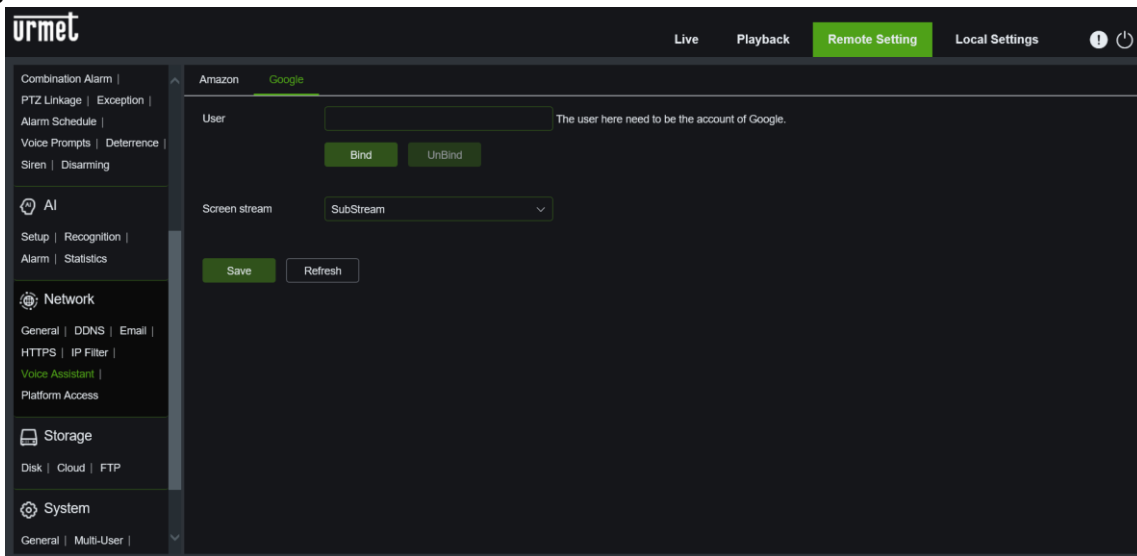 urmet
Live Playback Remote Setting Local Settings
Combination Alarm |
PTZ Linkage | Exception |
Alarm Schedule |
Voice Prompts | Deterrence |
Siren | Disarming
AI
Setup | Recognition |
Alarm | Statistics
Network
General | DDNS | Email |
HTTPS | IP Filter |
Voice Assistant |
Platform Access
Storage
Disk | Cloud | FTP
System
General | Multi-User |
Amazon Google
User The user here need to be the account of Google.
Bind UnBind
Screen stream SubStream
Save Refresh